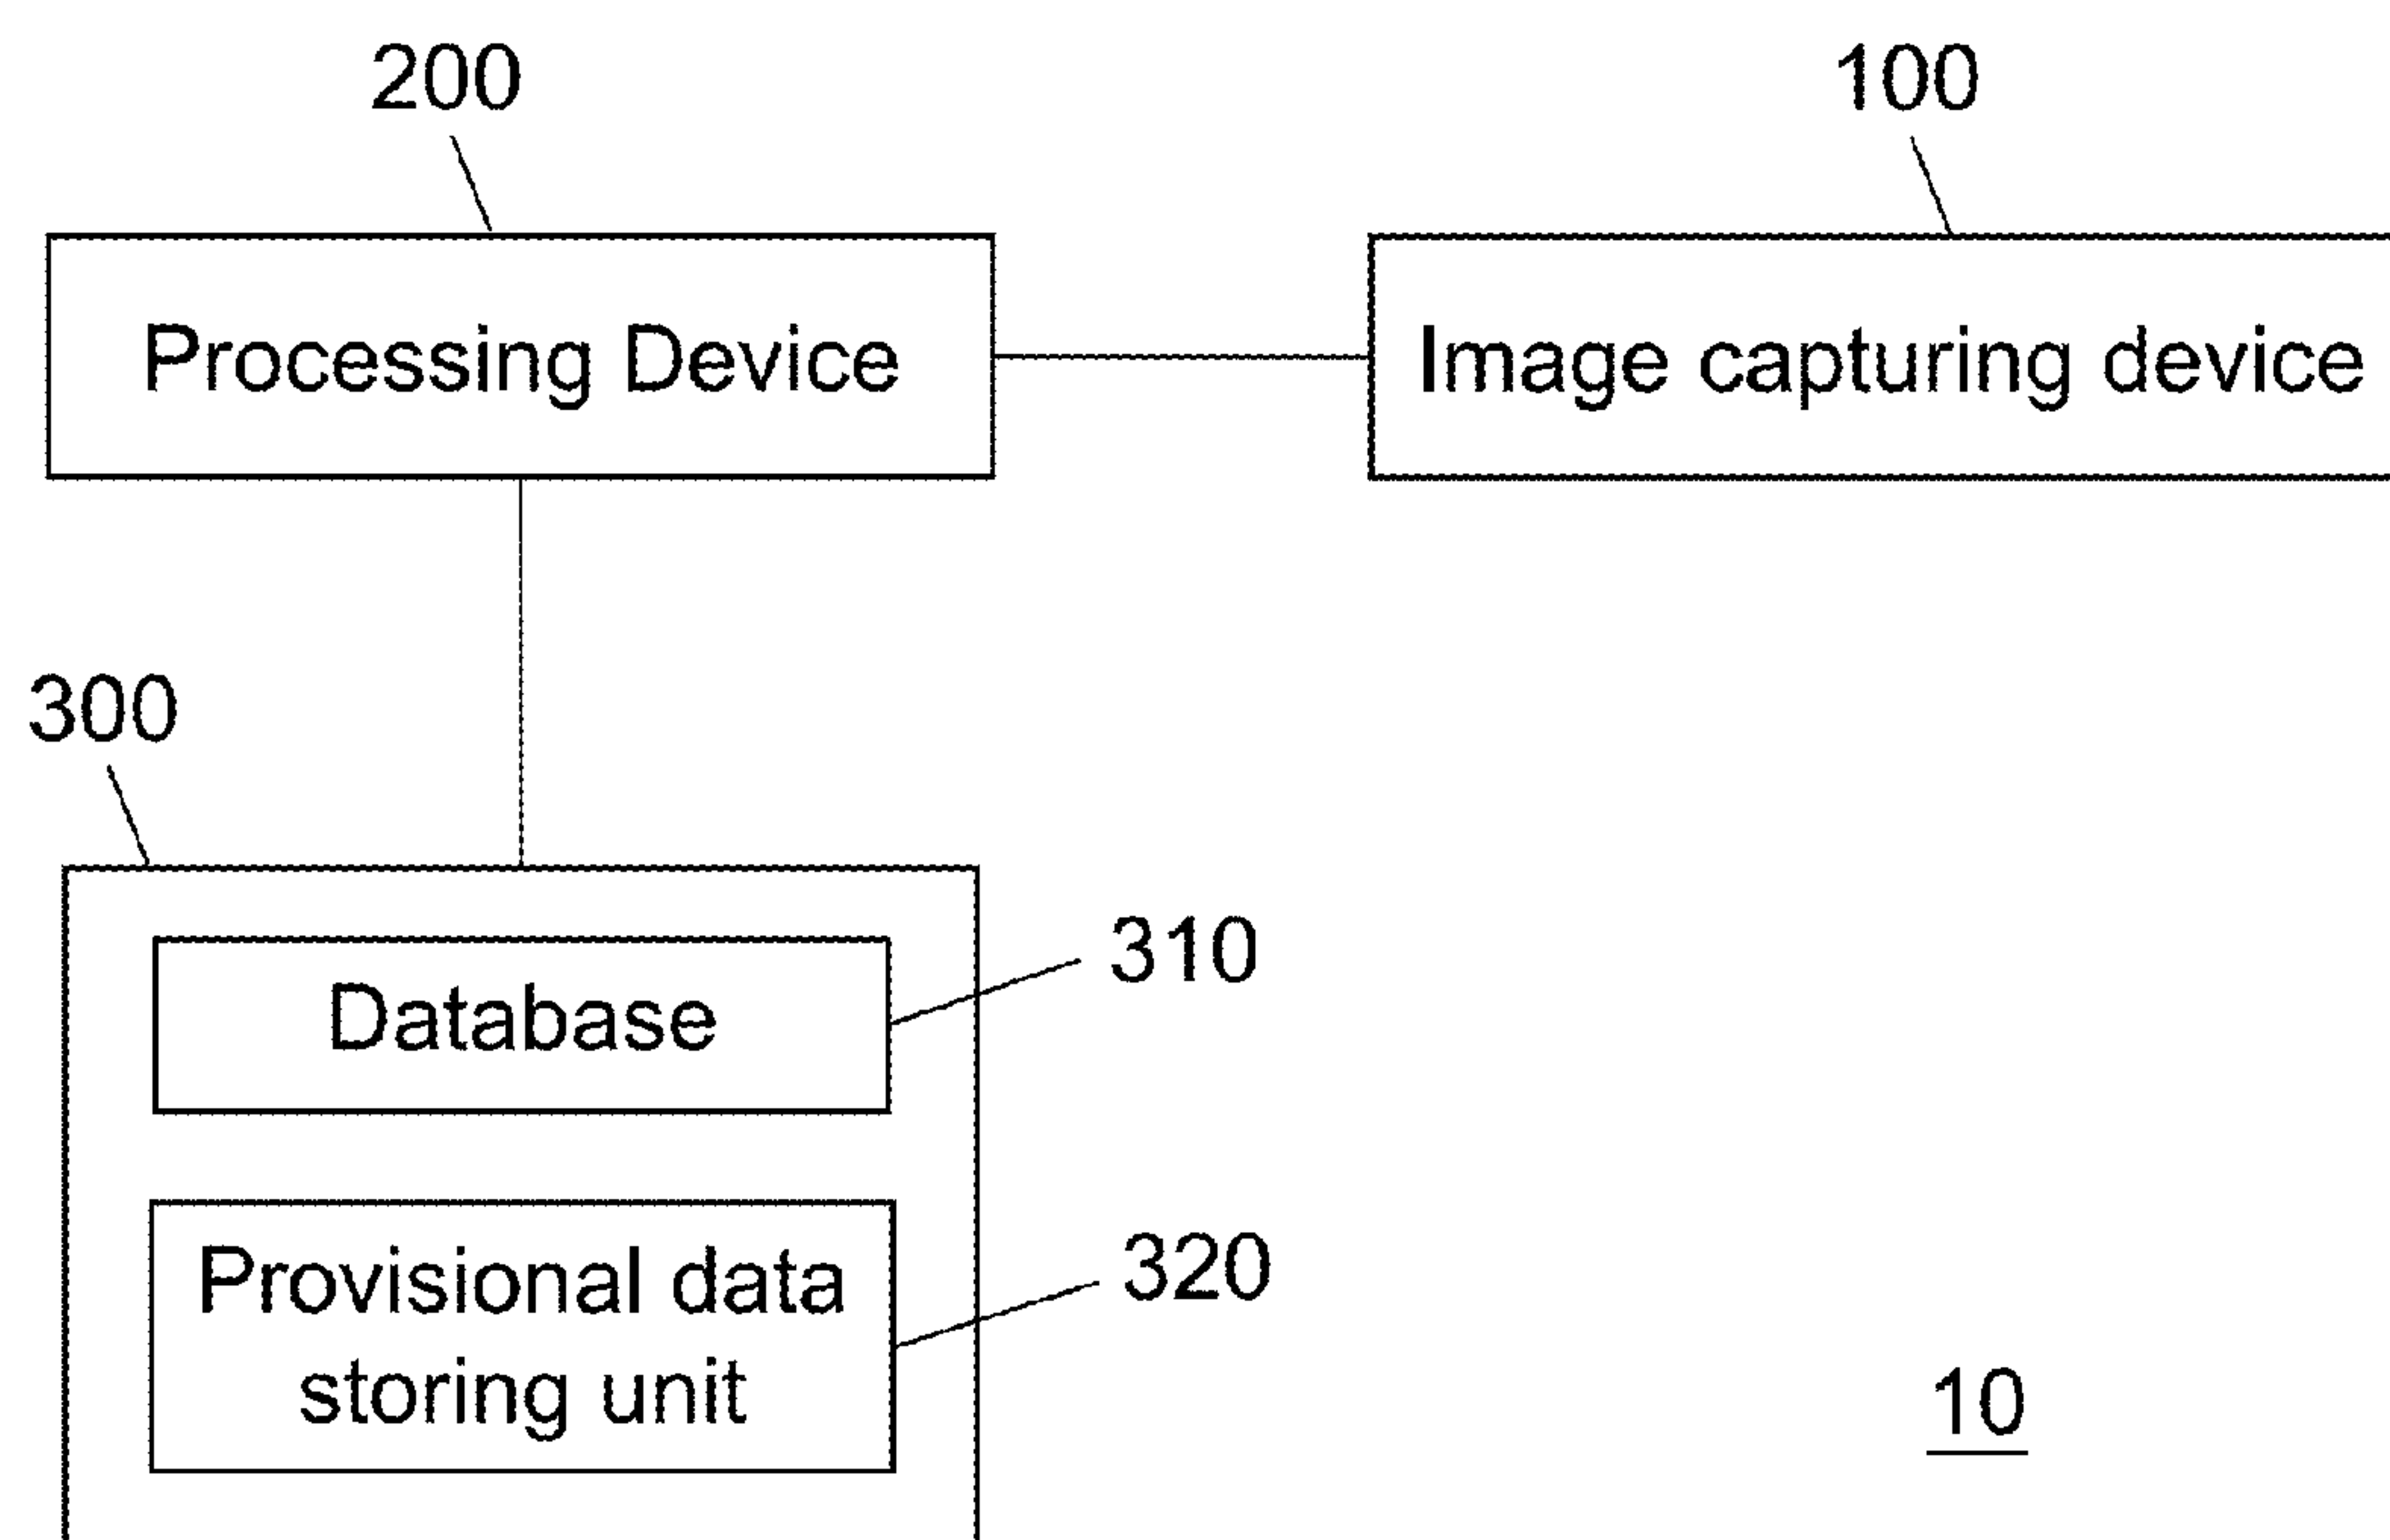 200
100
Processing Device
Image capturing device
300
310
Database
320
Provisional data
storing unit
10